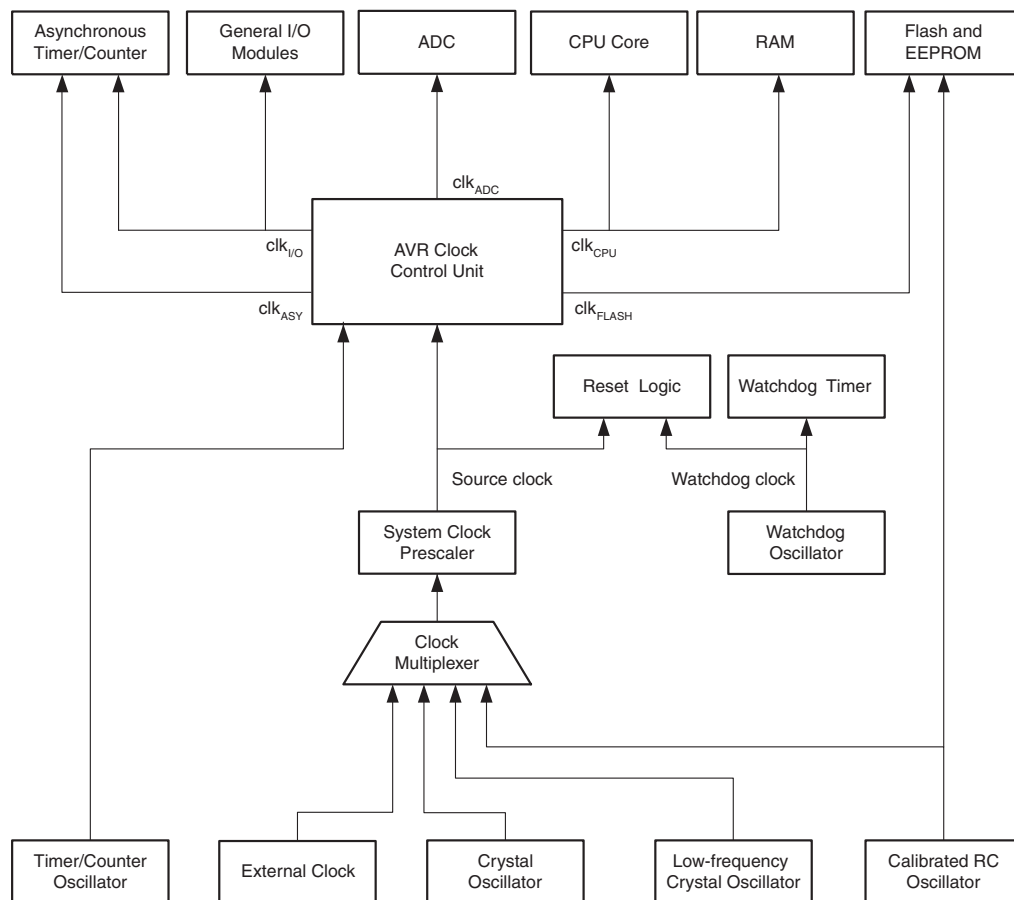 Asynchronous
Timer/Counter
General I/O
Modules
ADC
CPU Core
RAM
Flash and
EEPROM
clkADC
clkI/O
AVR Clock
Control Unit
clkCPU
clkASY
clkFLASH
Reset Logic
Watchdog Timer
Source clock
Watchdog clock
System Clock
Prescaler
Watchdog
Oscillator
Clock
Multiplexer
Timer/Counter
Oscillator
External Clock
Crystal
Oscillator
Low-frequency
Crystal Oscillator
Calibrated RC
Oscillator